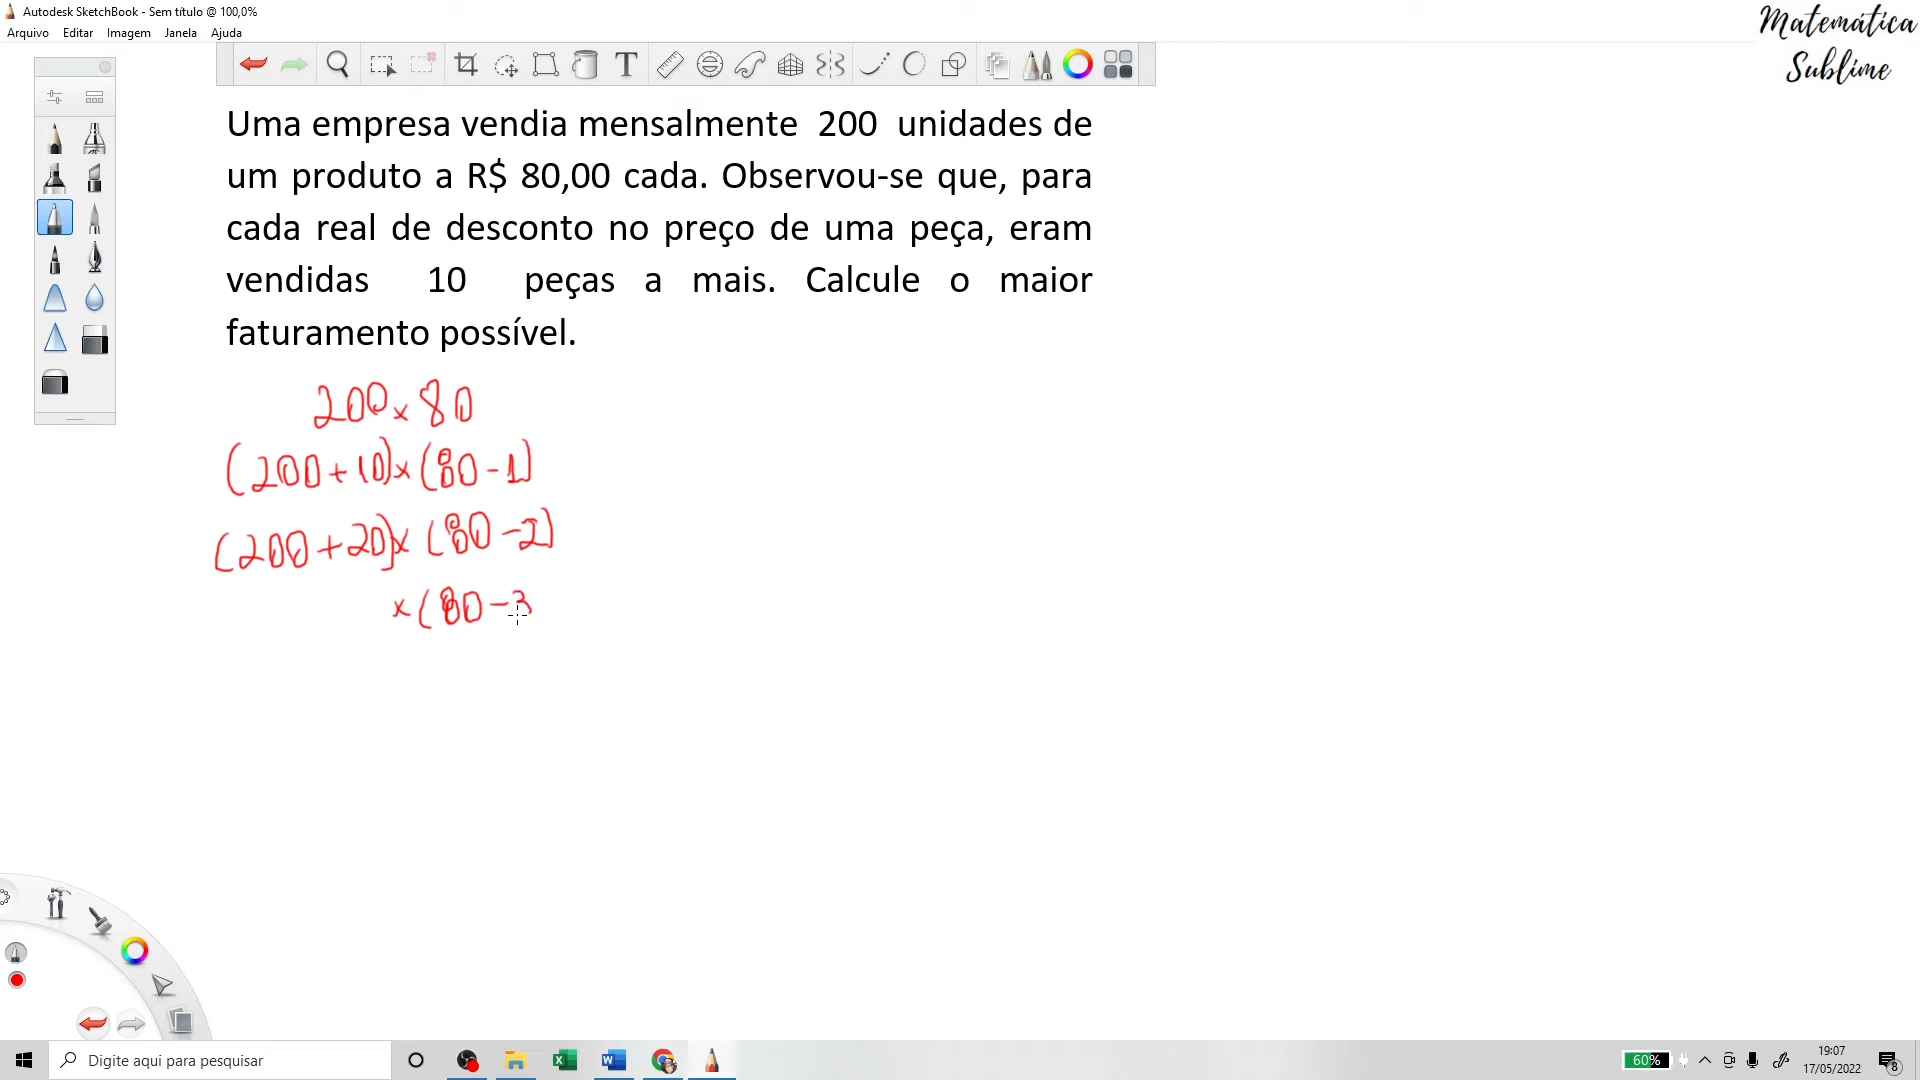 Autodesk SketchBook - Sem título @ 100,0%
Arquivo Editar Imagem Janela Ajuda
Matemática
Sublime
Uma empresa vendia mensalmente 200 unidades de
um produto a R$ 80,00 cada. Observou-se que, para
cada real de desconto no preço de uma peça, eram
vendidas 10 peças a mais. Calcule o maior
faturamento possível.
200 x 80
(200+10)x(80-1)
(200+20)x(80-2)
x(80-3
Digite aqui para pesquisar
60%
19:07
17/05/2022
8